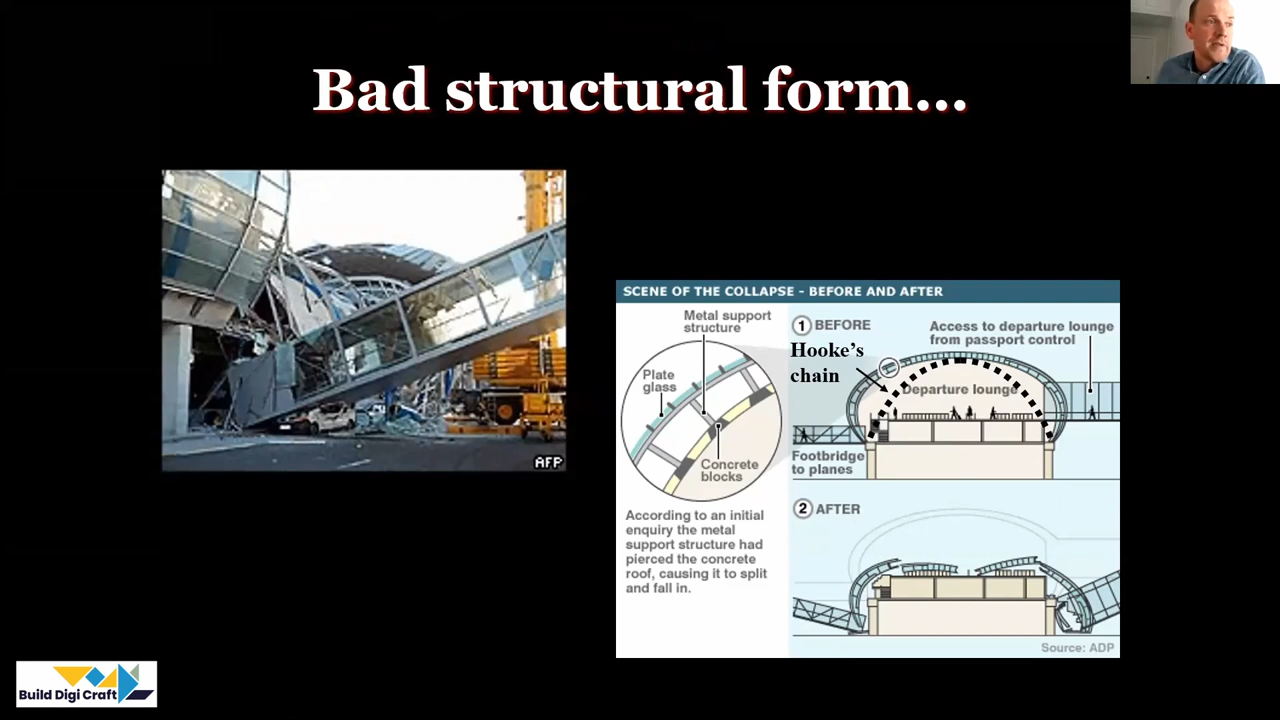 Bad structural form...
AFP
SCENE OF THE COLLAPSE - BEFORE AND AFTER
Metal support
structure
Plate
glass
Concrete
blocks
According to an initial
enquiry the metal
support structure had
pierced the concrete
roof, causing it to split
and fall in.
1 BEFORE
Hooke's
chain
Access to departure lounge
from passport control
Departure lounge
Footbridge
to planes
2 AFTER
Source: ADP
Build Digi Craft